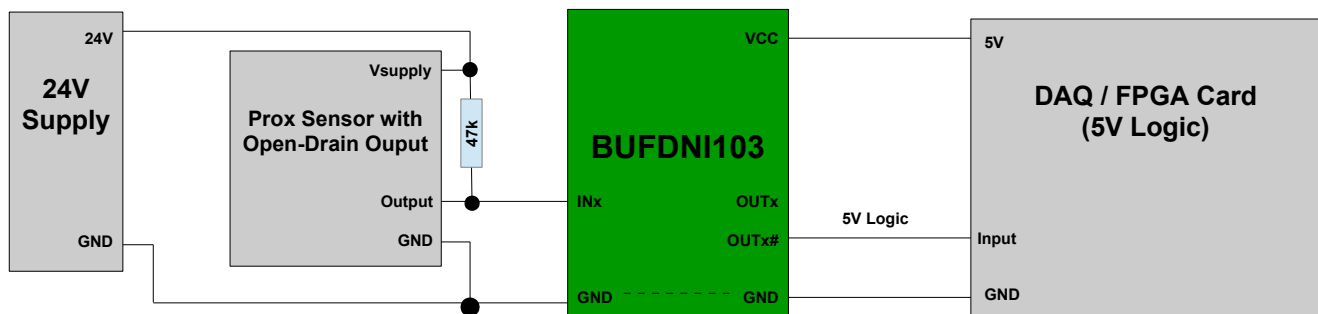 24V
24V
Supply
GND
Vsupply
Prox Sensor with
Open-Drain Ouput
Output
GND
47k
VCC
BUFDNI103
INx
OUTx
OUTx#
GND
GND
5V Logic
5V
DAQ / FPGA Card
(5V Logic)
Input
GND